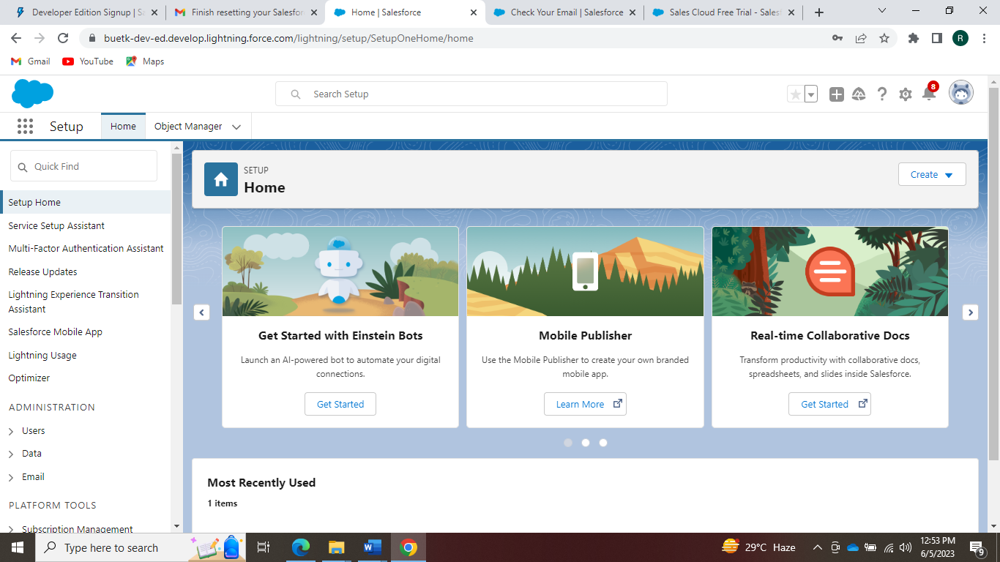 Developer Edition Signup | Sa
Finish resetting your Salesforc
Home | Salesforce
Check Your Email | Salesforce
Sales Cloud Free Trial - Salesf
buetk-dev-ed.develop.lightning.force.com/lightning/setup/SetupOneHome/home
R
Gmail
YouTube
Maps
Search Setup
8
Setup
Home
Object Manager
Quick Find
Setup Home
Service Setup Assistant
Multi-Factor Authentication Assistant
Release Updates
Lightning Experience Transition
Assistant
Salesforce Mobile App
Lightning Usage
Optimizer
ADMINISTRATION
Users
Data
Email
PLATFORM TOOLS
Subscription Management
SETUP
Home
Create
Get Started with Einstein Bots
Launch an AI-powered bot to automate your digital
connections.
Get Started
Mobile Publisher
Use the Mobile Publisher to create your own branded
mobile app.
Learn More
Real-time Collaborative Docs
Transform productivity with collaborative docs,
spreadsheets, and slides inside Salesforce.
Get Started
Most Recently Used
1 items
Type here to search
29°C Haze
12:53 PM
6/5/2023
9